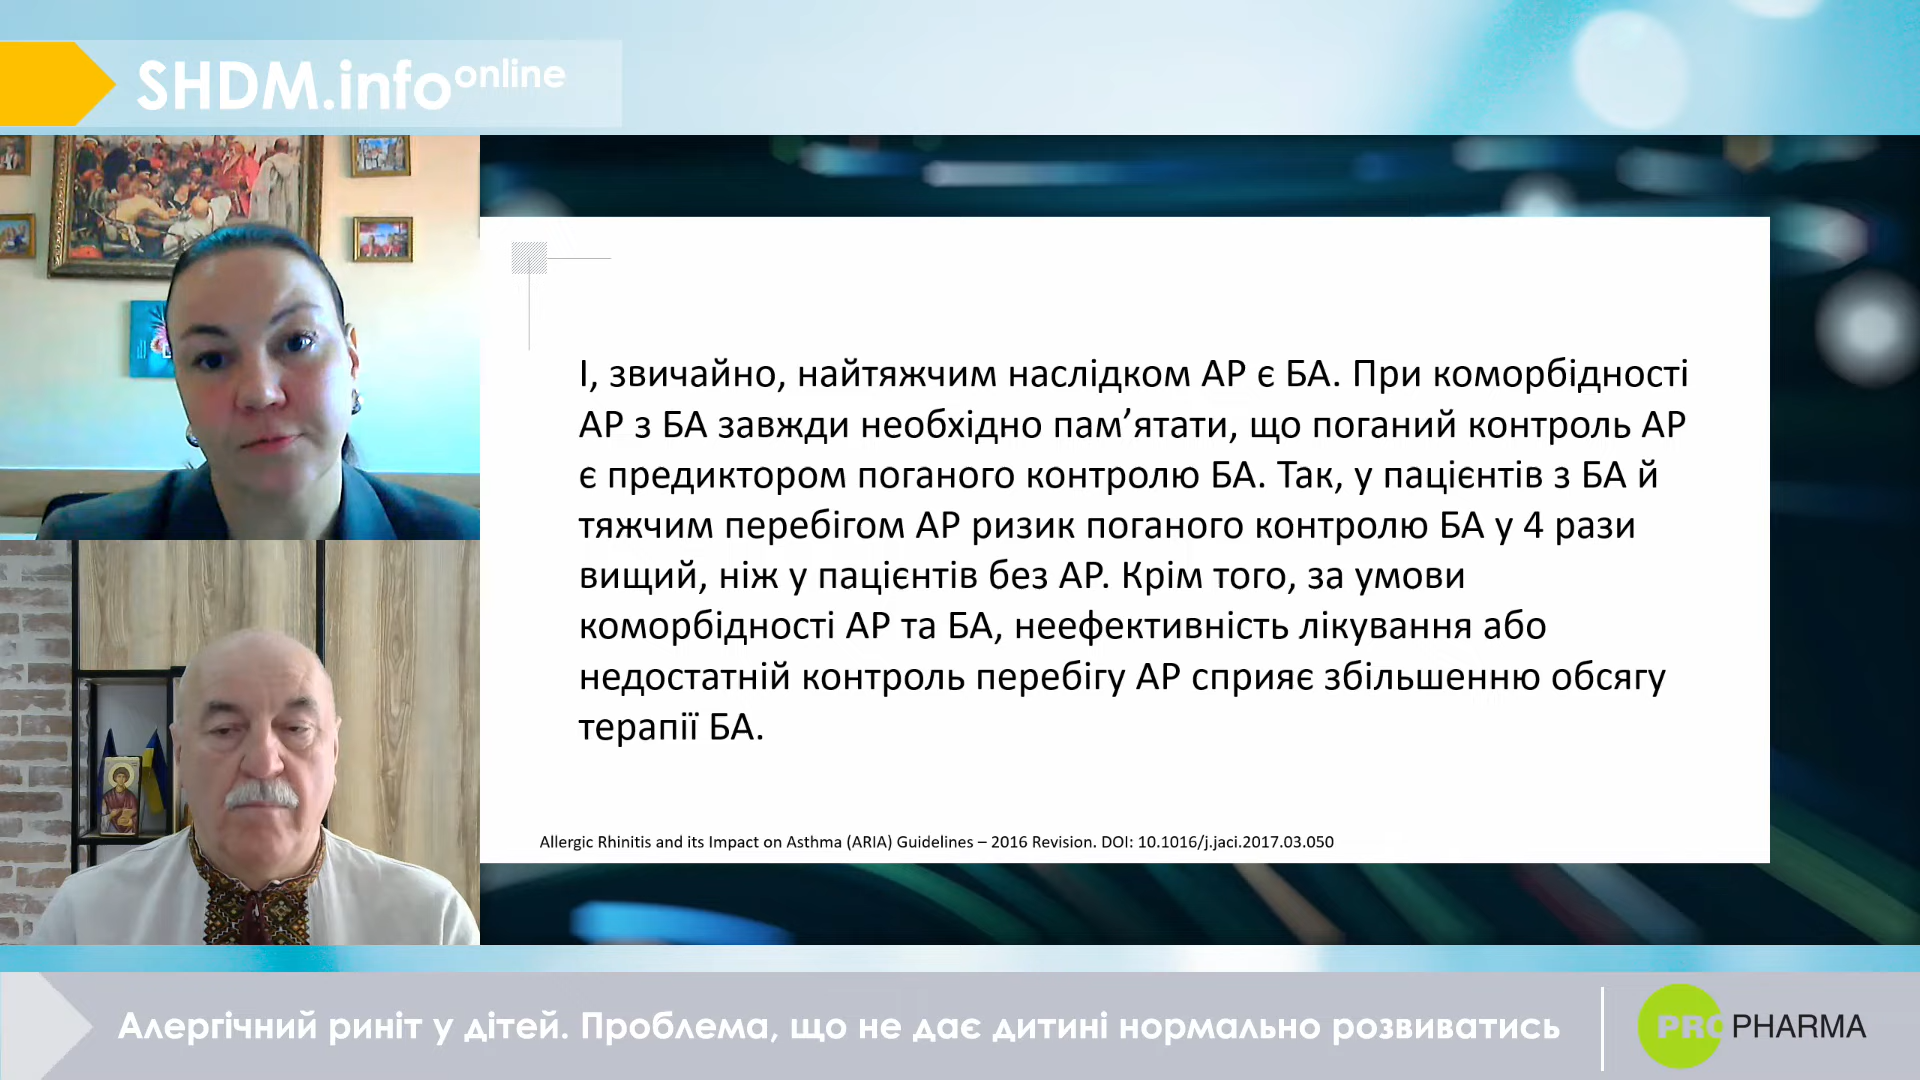 SHDM.info online
І, звичайно, найтяжчим наслідком АР є БА. При коморбідності
АР з БА завжди необхідно пам’ятати, що поганий контроль АР
є предиктором поганого контролю БА. Так, у пацієнтів з БА й
тяжчим перебігом АР ризик поганого контролю БА у 4 рази
вищий, ніж у пацієнтів без АР. Крім того, за умови
коморбідності АР та БА, неефективність лікування або
недостатній контроль перебігу АР сприяє збільшенню обсягу
терапії БА.
Allergic Rhinitis and its Impact on Asthma (ARIA) Guidelines – 2016 Revision. DOI: 10.1016/j.jaci.2017.03.050
Алергічний риніт у дітей. Проблема, що не дає дитині нормально розвиватись
PRO PHARMA